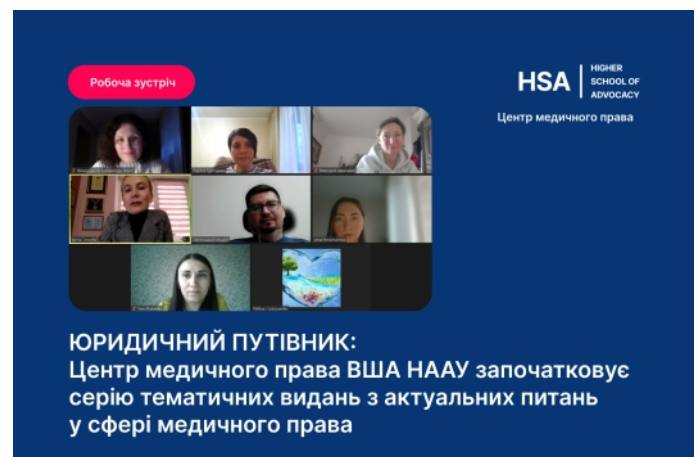 Робоча зустріч
HSA
HIGHER
SCHOOL OF
ADVOCACY
Центр медичного права
ЮРИДИЧНИЙ ПУТІВНИК:
Центр медичного права ВША НААУ започатковує
серію тематичних видань з актуальних питань
у сфері медичного права